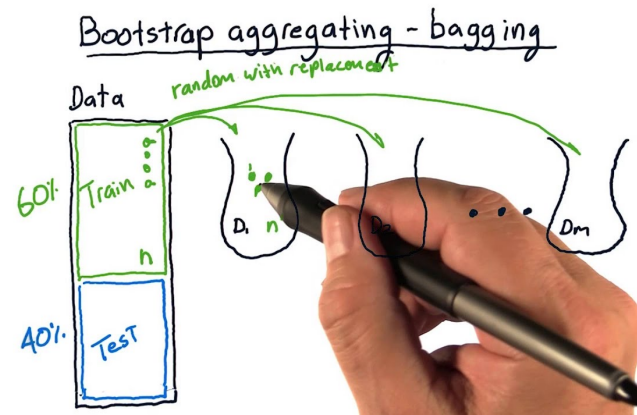 Bootstrap aggregating - bagging
random with replacement
Data
60%
Train
n
D1
n
D2
Dm
40%
Test